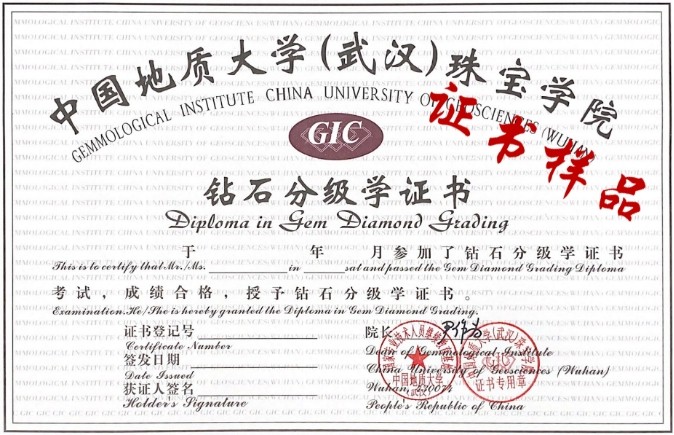 中国地质大学(武汉)珠宝学院
GEMMOLOGICAL INSTITUTE CHINA UNIVERSITY OF GEOSCIENCES (WUHAN)
GIC
证书样品
钻石分级学证书
Diploma in Gem Diamond Grading
于 年 月参加了钻石分级学证书
This is to certify that Mr./Ms. in sat and passed the Gem Diamond Grading Diploma
考试，成绩合格，授予钻石分级学证书。
Examination. He/She is hereby granted the Diploma in Gem Diamond Grading.
证书登记号
Certificate Number
签发日期
Date Issued
获证人签名
Holder's Signature
院长
Dean of Gemmological Institute
China University of Geosciences (Wuhan)
Wuhan, 430074
People's Republic of China
中国地质大学
证书专用章